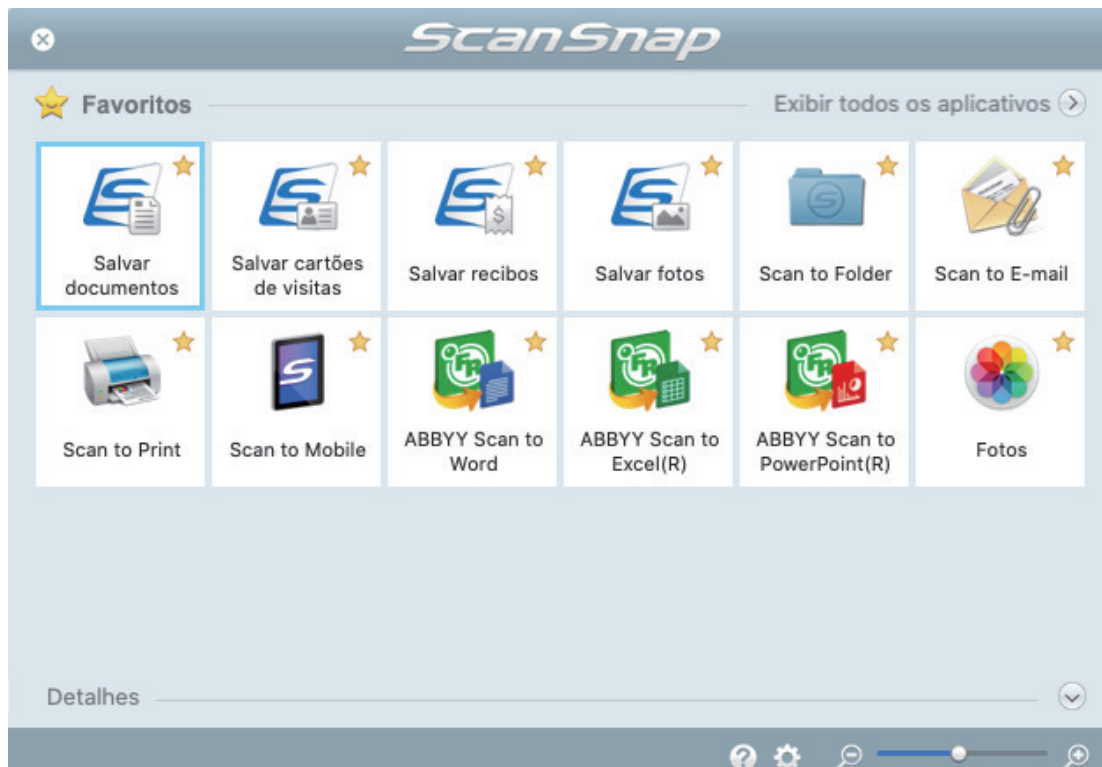 ScanSnap
Favoritos
Exibir todos os aplicativos
Salvar
documentos
Salvar cartões
de visitas
Salvar recibos
Salvar fotos
Scan to Folder
Scan to E-mail
Scan to Print
Scan to Mobile
ABBYY Scan to
Word
ABBYY Scan to
Excel(R)
ABBYY Scan to
PowerPoint(R)
Fotos
Detalhes